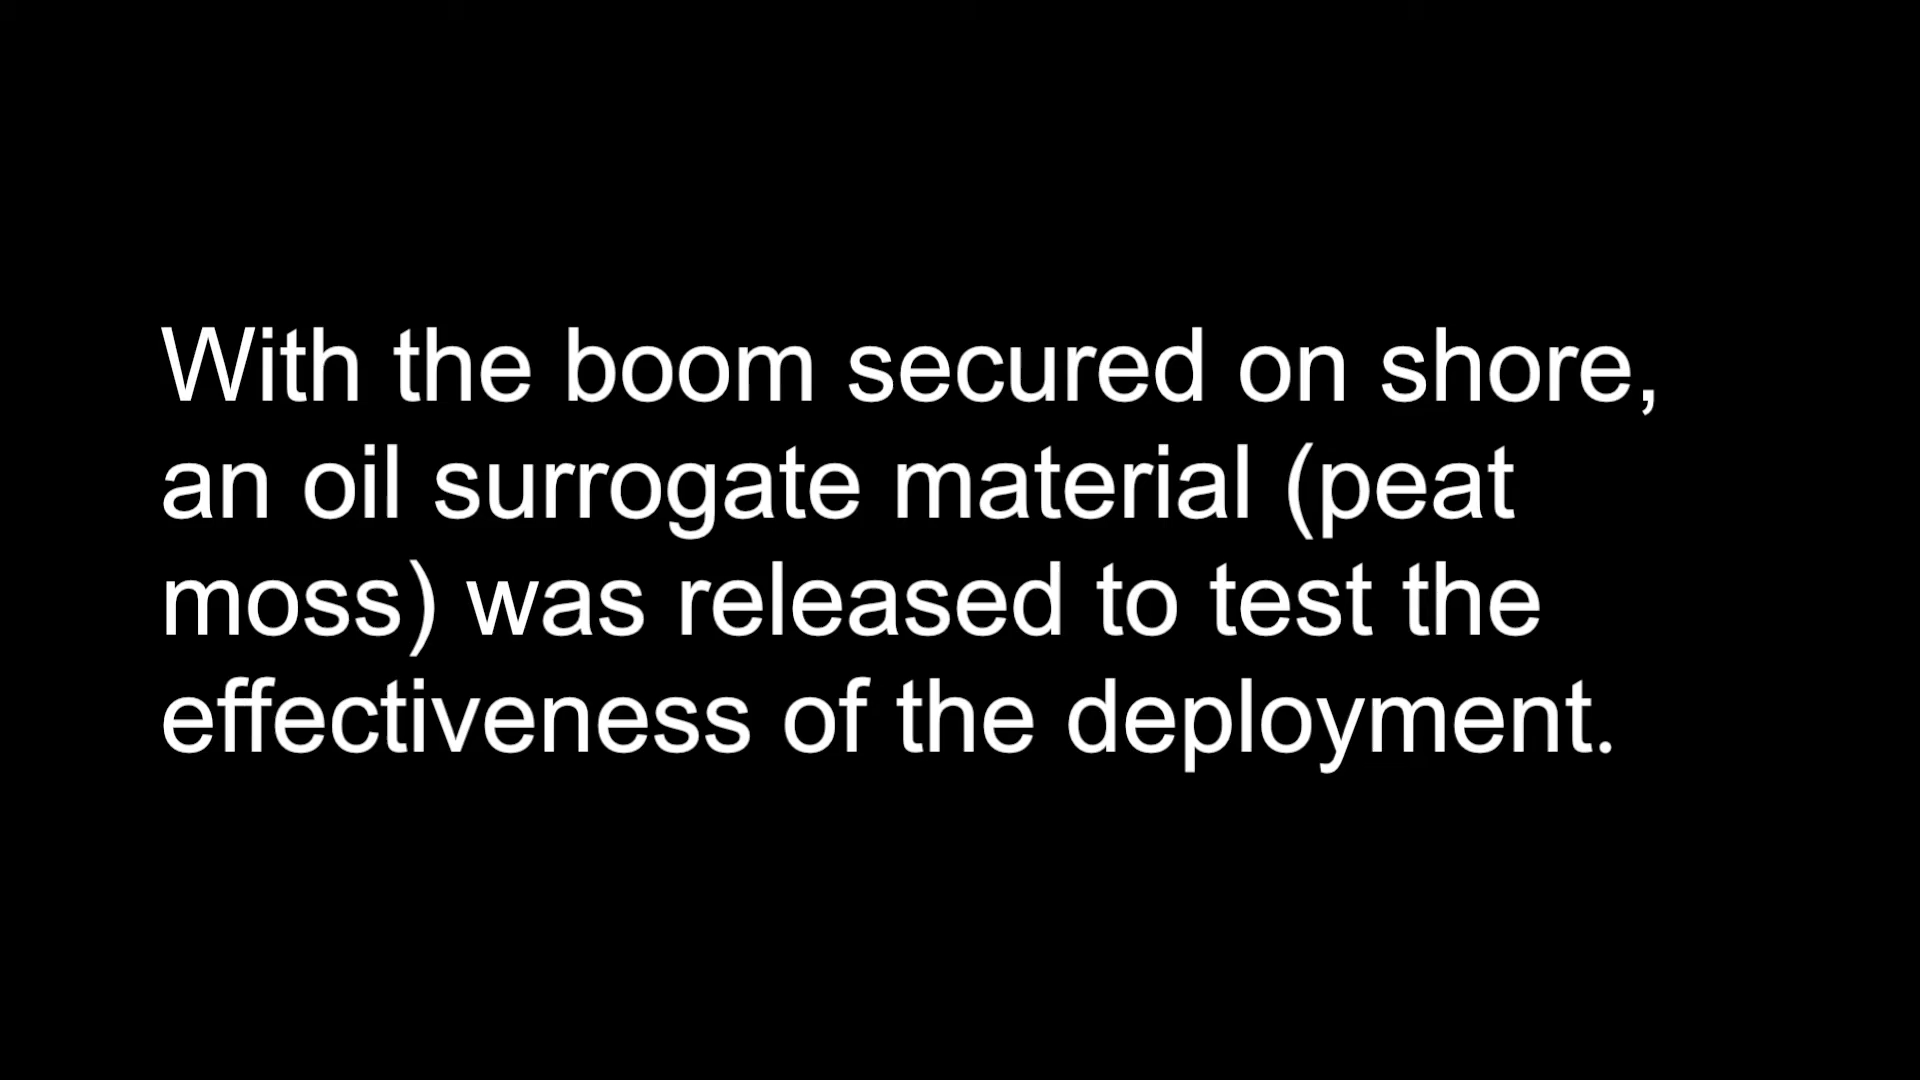 With the boom secured on shore,
an oil surrogate material (peat
moss) was released to test the
effectiveness of the deployment.